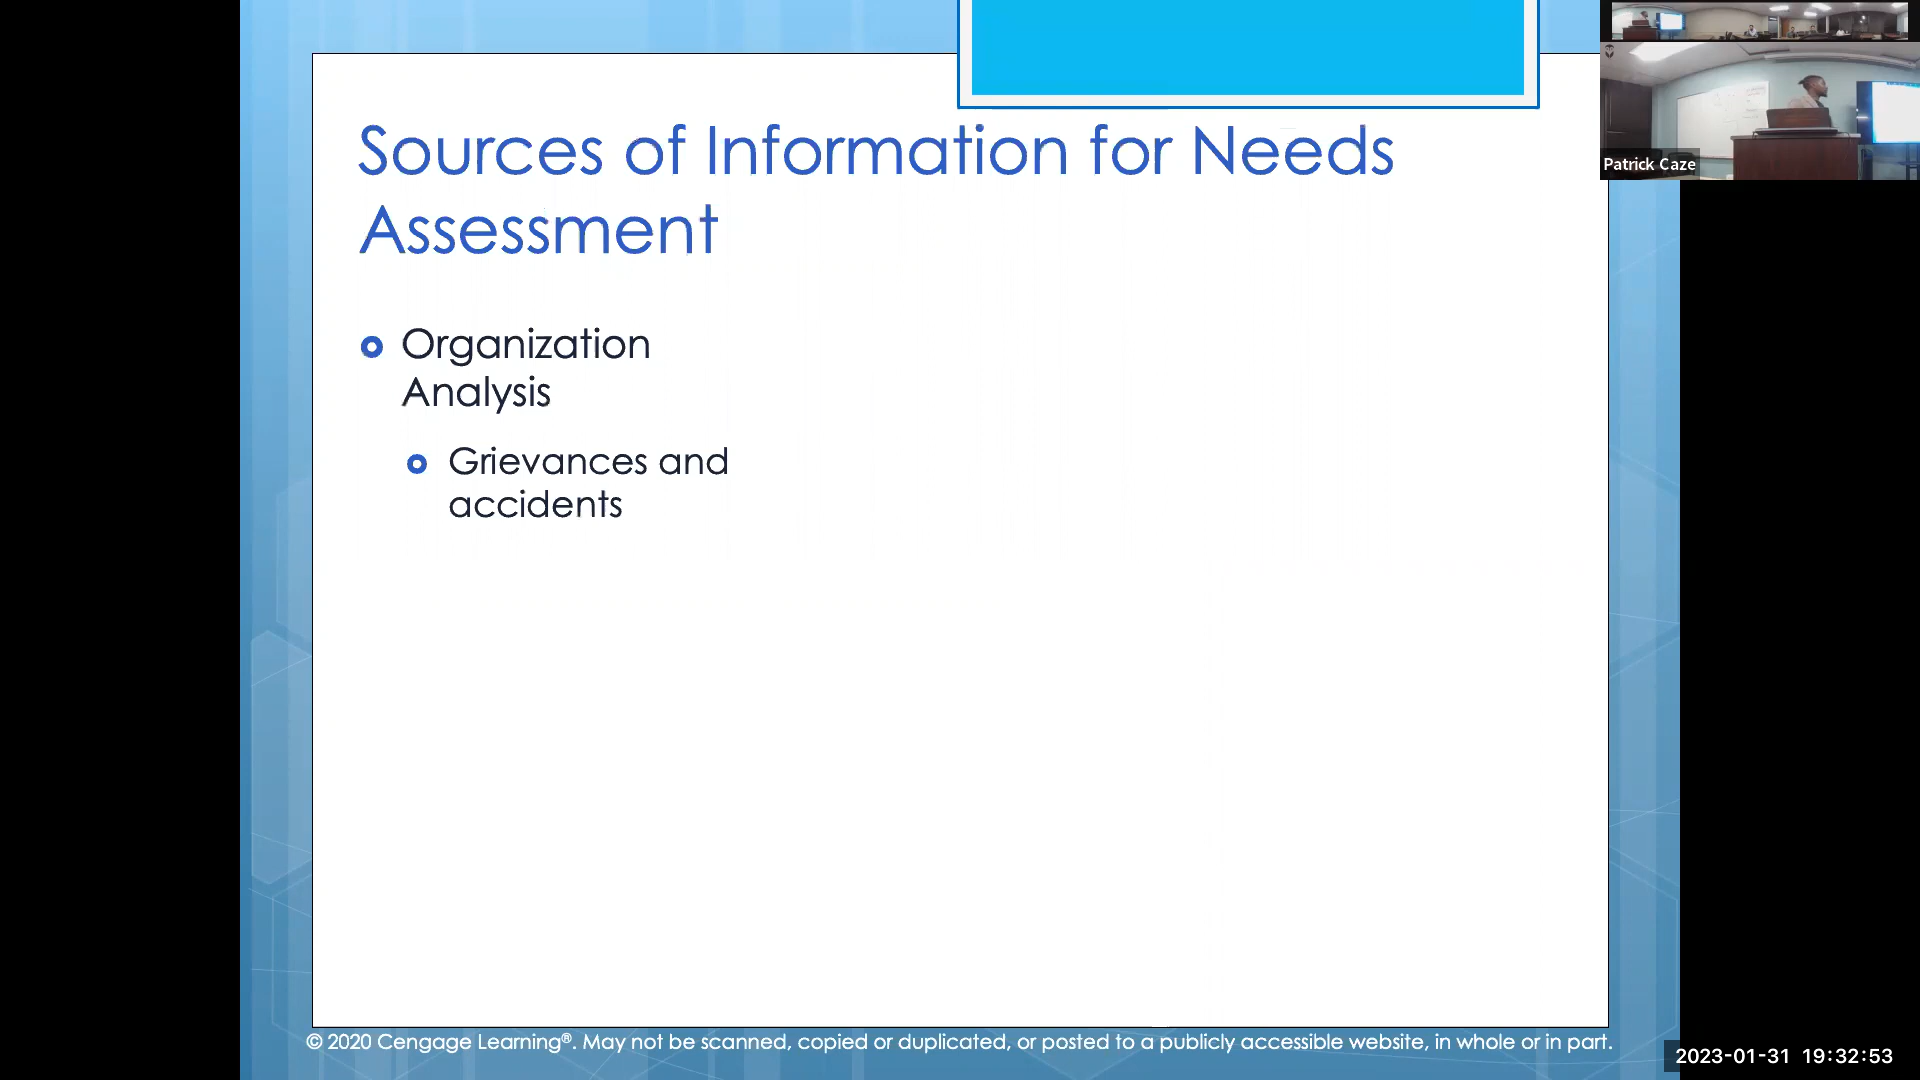 Sources of Information for Needs
Assessment
Organization
Analysis
Grievances and
accidents
Patrick Caze
© 2020 Cengage Learning®. May not be scanned, copied or duplicated, or posted to a publicly accessible website, in whole or in part.
2023-01-31 19:32:53